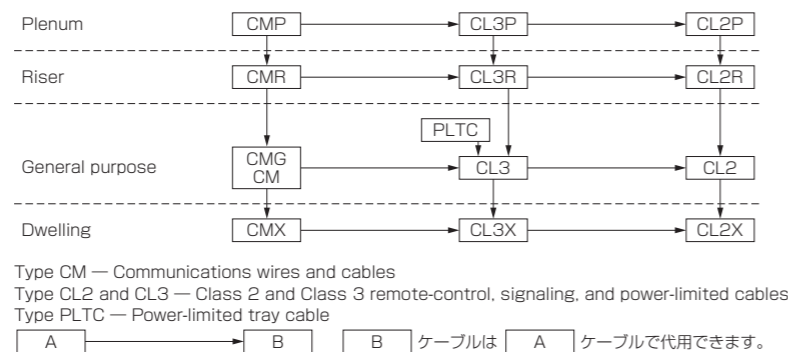 Plenum CMP CL3P CL2P
Riser CMR CL3R CL2R
PLTC
General purpose CMG CM CL3 CL2
Dwelling CMX CL3X CL2X
Type CM — Communications wires and cables
Type CL2 and CL3 — Class 2 and Class 3 remote-control, signaling, and power-limited cables
Type PLTC — Power-limited tray cable
A B B ケーブルは A ケーブルで代用できます。